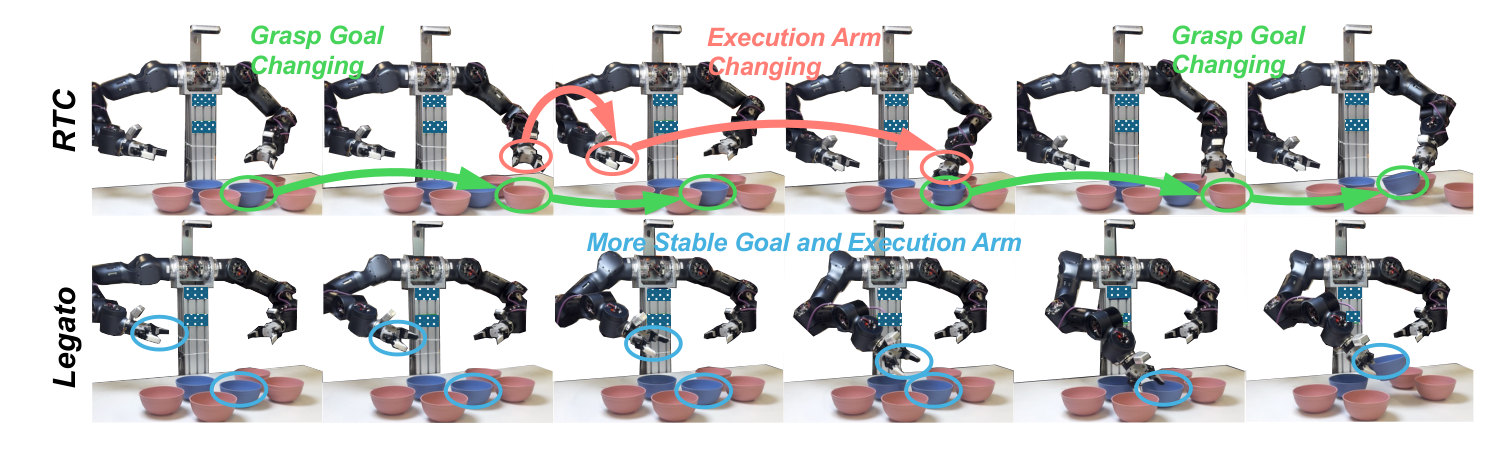 Grasp Goal
Changing
Execution Arm
Changing
Grasp Goal
Changing
RTC
More Stable Goal and Execution Arm
Legato